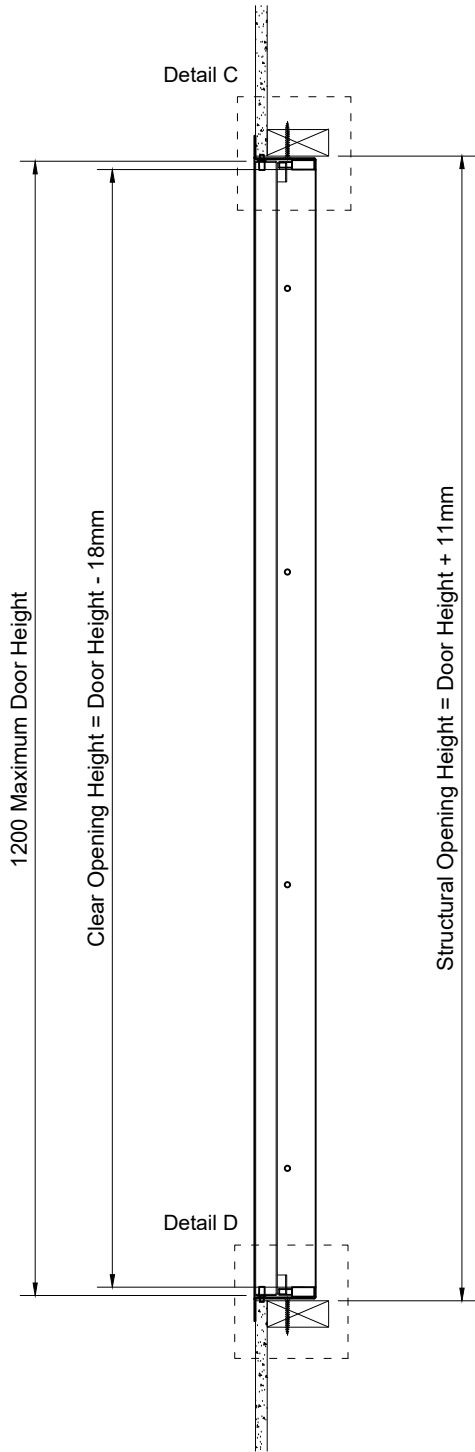 Detail C
1200 Maximum Door Height
Clear Opening Height = Door Height - 18mm
Structural Opening Height = Door Height + 11mm
Detail D